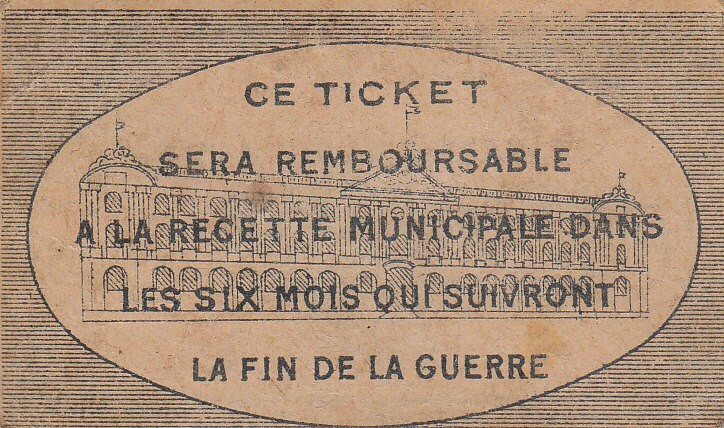 CE TICKET
SERA REMBOURSABLE
A LA RECETTE MUNICIPALE DANS
LES SIX MOIS QUI SUIVRONT
LA FIN DE LA GUERRE